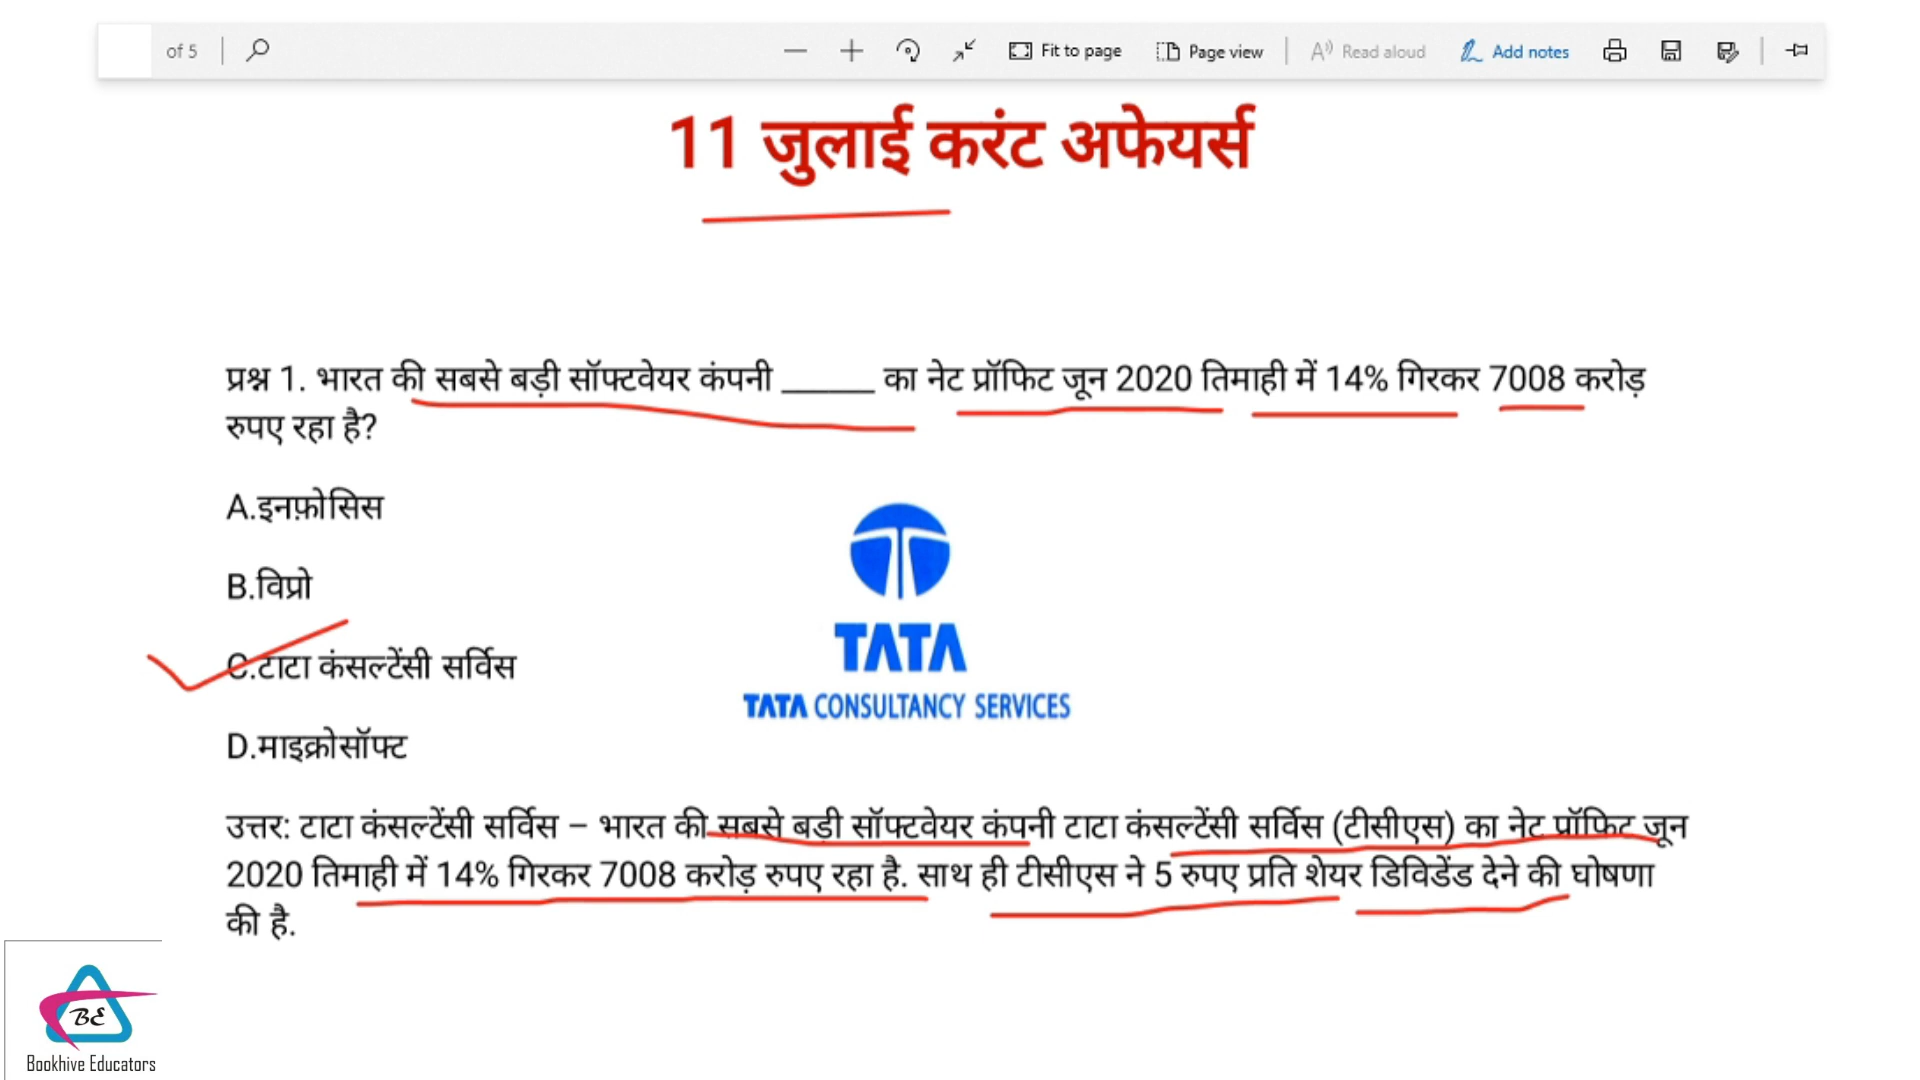 of 5 Fit to page Page view Read aloud Add notes
11 जुलाई करंट अफेयर्स
प्रश्न 1. भारत की सबसे बड़ी सॉफ्टवेयर कंपनी ______ का नेट प्रॉफिट जून 2020 तिमाही में 14% गिरकर 7008 करोड़
रुपए रहा है?
A.इनफ़ोसिस
B.विप्रो
C.टाटा कंसल्टेंसी सर्विस
D.माइक्रोसॉफ्ट
TATA
TATA CONSULTANCY SERVICES
उत्तर: टाटा कंसल्टेंसी सर्विस – भारत की सबसे बड़ी सॉफ्टवेयर कंपनी टाटा कंसल्टेंसी सर्विस (टीसीएस) का नेट प्रॉफिट जून
2020 तिमाही में 14% गिरकर 7008 करोड़ रुपए रहा है. साथ ही टीसीएस ने 5 रुपए प्रति शेयर डिविडेंड देने की घोषणा
की है.
BE
Bookhive Educators